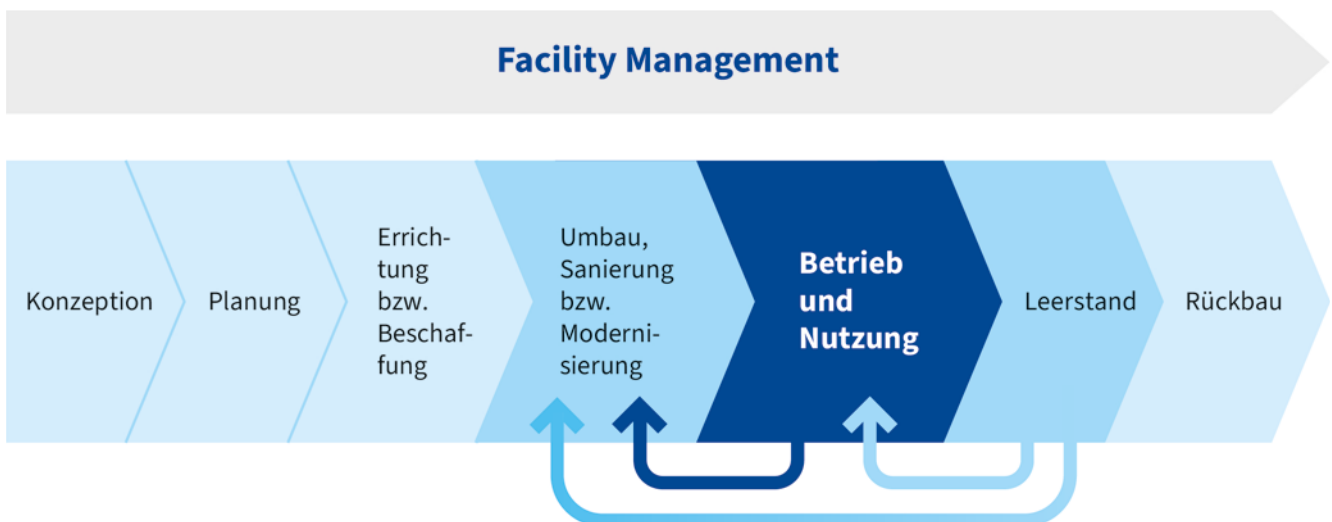 Facility Management
Konzeption
Planung
Errich-
tung
bzw.
Beschaf-
fung
Umbau,
Sanierung
bzw.
Moderni-
sierung
Betrieb
und
Nutzung
Leerstand
Rückbau